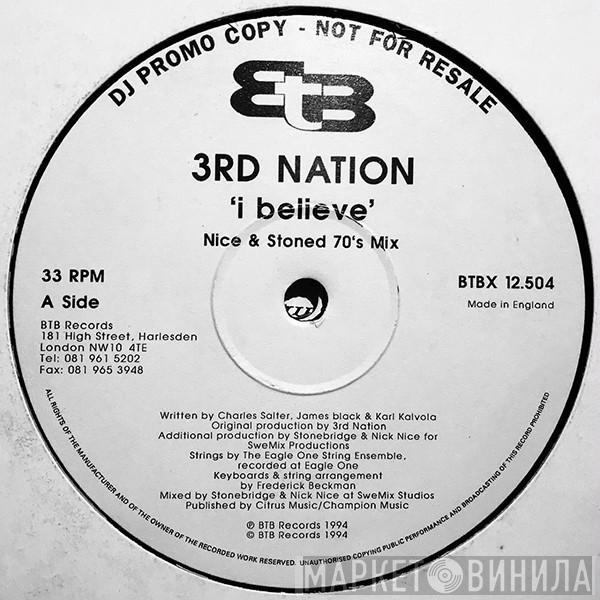 DJ PROMO COPY - NOT FOR RESALE
BtB
3RD NATION
'i believe'
Nice & Stoned 70's Mix
33 RPM
A Side
BTBX 12.504
Made in England
BTB Records
181 High Street, Harlesden
London NW10 4TE
Tel: 081 961 5202
Fax: 081 965 3948
Written by Charles Salter, James black & Karl Kalvola
Original production by 3rd Nation
Additional production by Stonebridge & Nick Nice for
SweMix Productions
Strings by The Eagle One String Ensemble,
recorded at Eagle One
Keyboards & string arrangement
by Frederick Beckman
Mixed by Stonebridge & Nick Nice at SweMix Studios
Published by Citrus Music/Champion Music
℗ BTB Records 1994
© BTB Records 1994
ALL RIGHTS OF THE MANUFACTURER AND OF THE OWNER OF THE RECORDED WORK RESERVED. UNAUTHORISED COPYING PUBLIC PERFORMANCE AND BROADCASTING OF THIS RECORD PROHIBITED
МАРКЕТ ВИНИЛА